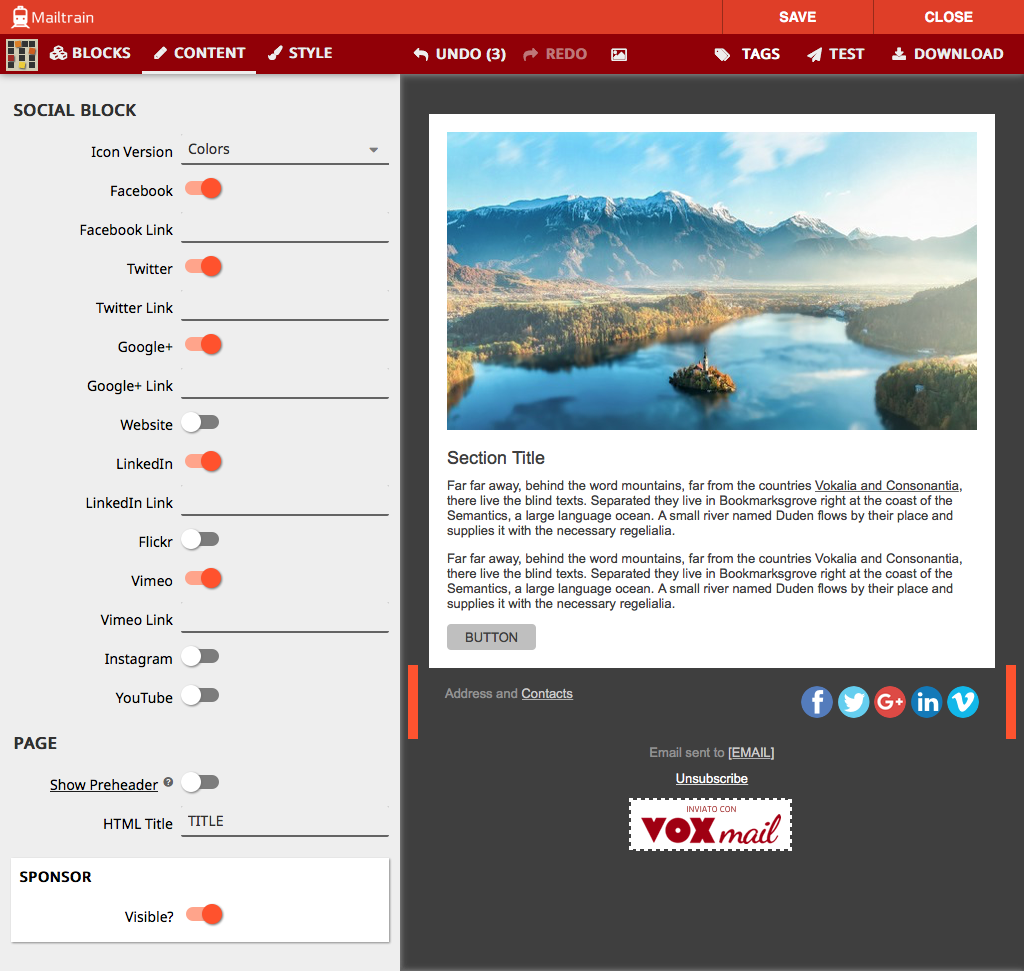 Mailtrain
SAVE
CLOSE
BLOCKS
CONTENT
STYLE
UNDO (3)
REDO
TAGS
TEST
DOWNLOAD
SOCIAL BLOCK
Icon Version Colors
Facebook
Facebook Link
Twitter
Twitter Link
Google+
Google+ Link
Website
LinkedIn
LinkedIn Link
Flickr
Vimeo
Vimeo Link
Instagram
YouTube
PAGE
Show Preheader ?
HTML Title TITLE
SPONSOR
Visible?
Section Title
Far far away, behind the word mountains, far from the countries Vokalia and Consonantia,
there live the blind texts. Separated they live in Bookmarksgrove right at the coast of the
Semantics, a large language ocean. A small river named Duden flows by their place and
supplies it with the necessary regelialia.
Far far away, behind the word mountains, far from the countries Vokalia and Consonantia,
there live the blind texts. Separated they live in Bookmarksgrove right at the coast of the
Semantics, a large language ocean. A small river named Duden flows by their place and
supplies it with the necessary regelialia.
BUTTON
Address and Contacts
f
G+
in
V
Email sent to [EMAIL]
Unsubscribe
INVIATO CON
VOXmail